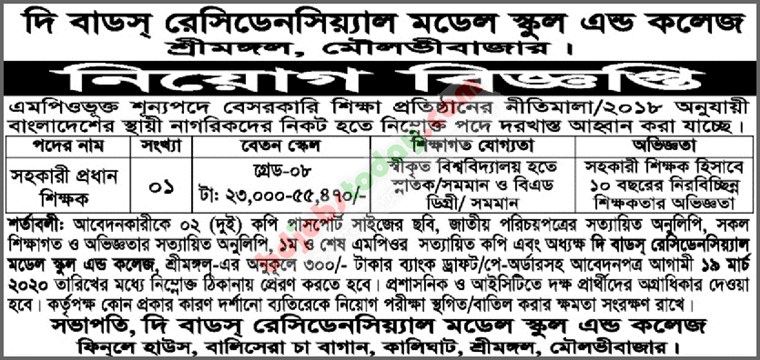 দি বাডস্ রেসিডেনসিয়্যাল মডেল স্কুল এন্ড কলেজ
শ্রীমঙ্গল, মৌলভীবাজার।
নিয়োগ বিজ্ঞপ্তি
এমপিওভূক্ত শূন্যপদে বেসরকারি শিক্ষা প্রতিষ্ঠানের নীতিমালা/২০১৮ অনুযায়ী
বাংলাদেশের স্থায়ী নাগরিকদের নিকট হতে নিম্নোক্ত পদে দরখাস্ত আহ্বান করা যাচ্ছে।
পদের নাম সংখ্যা বেতন স্কেল শিক্ষাগত যোগ্যতা অভিজ্ঞতা
সহকারী প্রধান শিক্ষক
০১
গ্রেড-০৮
টা: ২৩,০০০-৫৫,৪৭০/-
স্বীকৃত বিশ্ববিদ্যালয় হতে
স্নাতক/সমমান ও বিএড
ডিগ্রী/ সমমান
সহকারী শিক্ষক হিসাবে
১০ বছরের নিরবিচ্ছিন্ন
শিক্ষকতার অভিজ্ঞতা
শর্তাবলী: আবেদনকারীকে ০২ (দুই) কপি পাসপোর্ট সাইজের ছবি, জাতীয় পরিচয়পত্রের সত্যায়িত অনুলিপি, সকল
শিক্ষাগত ও অভিজ্ঞতার সত্যায়িত অনুলিপি, ১ম ও শেষ এমপিওর সত্যায়িত কপি এবং অধ্যক্ষ দি বাডস্ রেসিডেনসিয়্যাল
মডেল স্কুল এন্ড কলেজ, শ্রীমঙ্গল-এর অনুকূলে ৩০০/- টাকার ব্যাংক ড্রাফট/পে-অর্ডারসহ আবেদনপত্র আগামী ১৯ মার্চ
২০২০ তারিখের মধ্যে নিম্নোক্ত ঠিকানায় প্রেরণ করতে হবে। প্রশাসনিক ও আইসিটিতে দক্ষ প্রার্থীদের অগ্রাধিকার দেওয়া
হবে। কর্তৃপক্ষ কোন প্রকার কারণ দর্শানো ব্যতিরেকে নিয়োগ পরীক্ষা স্থগিত/বাতিল করার ক্ষমতা সংরক্ষণ রাখে।
সভাপতি, দি বাডস্ রেসিডেনসিয়্যাল মডেল স্কুল এন্ড কলেজ
ফিনলে হাউস, বালিসেরা চা বাগান, কালিঘাট, শ্রীমঙ্গল, মৌলভীবাজার।
bdjobstoday.com